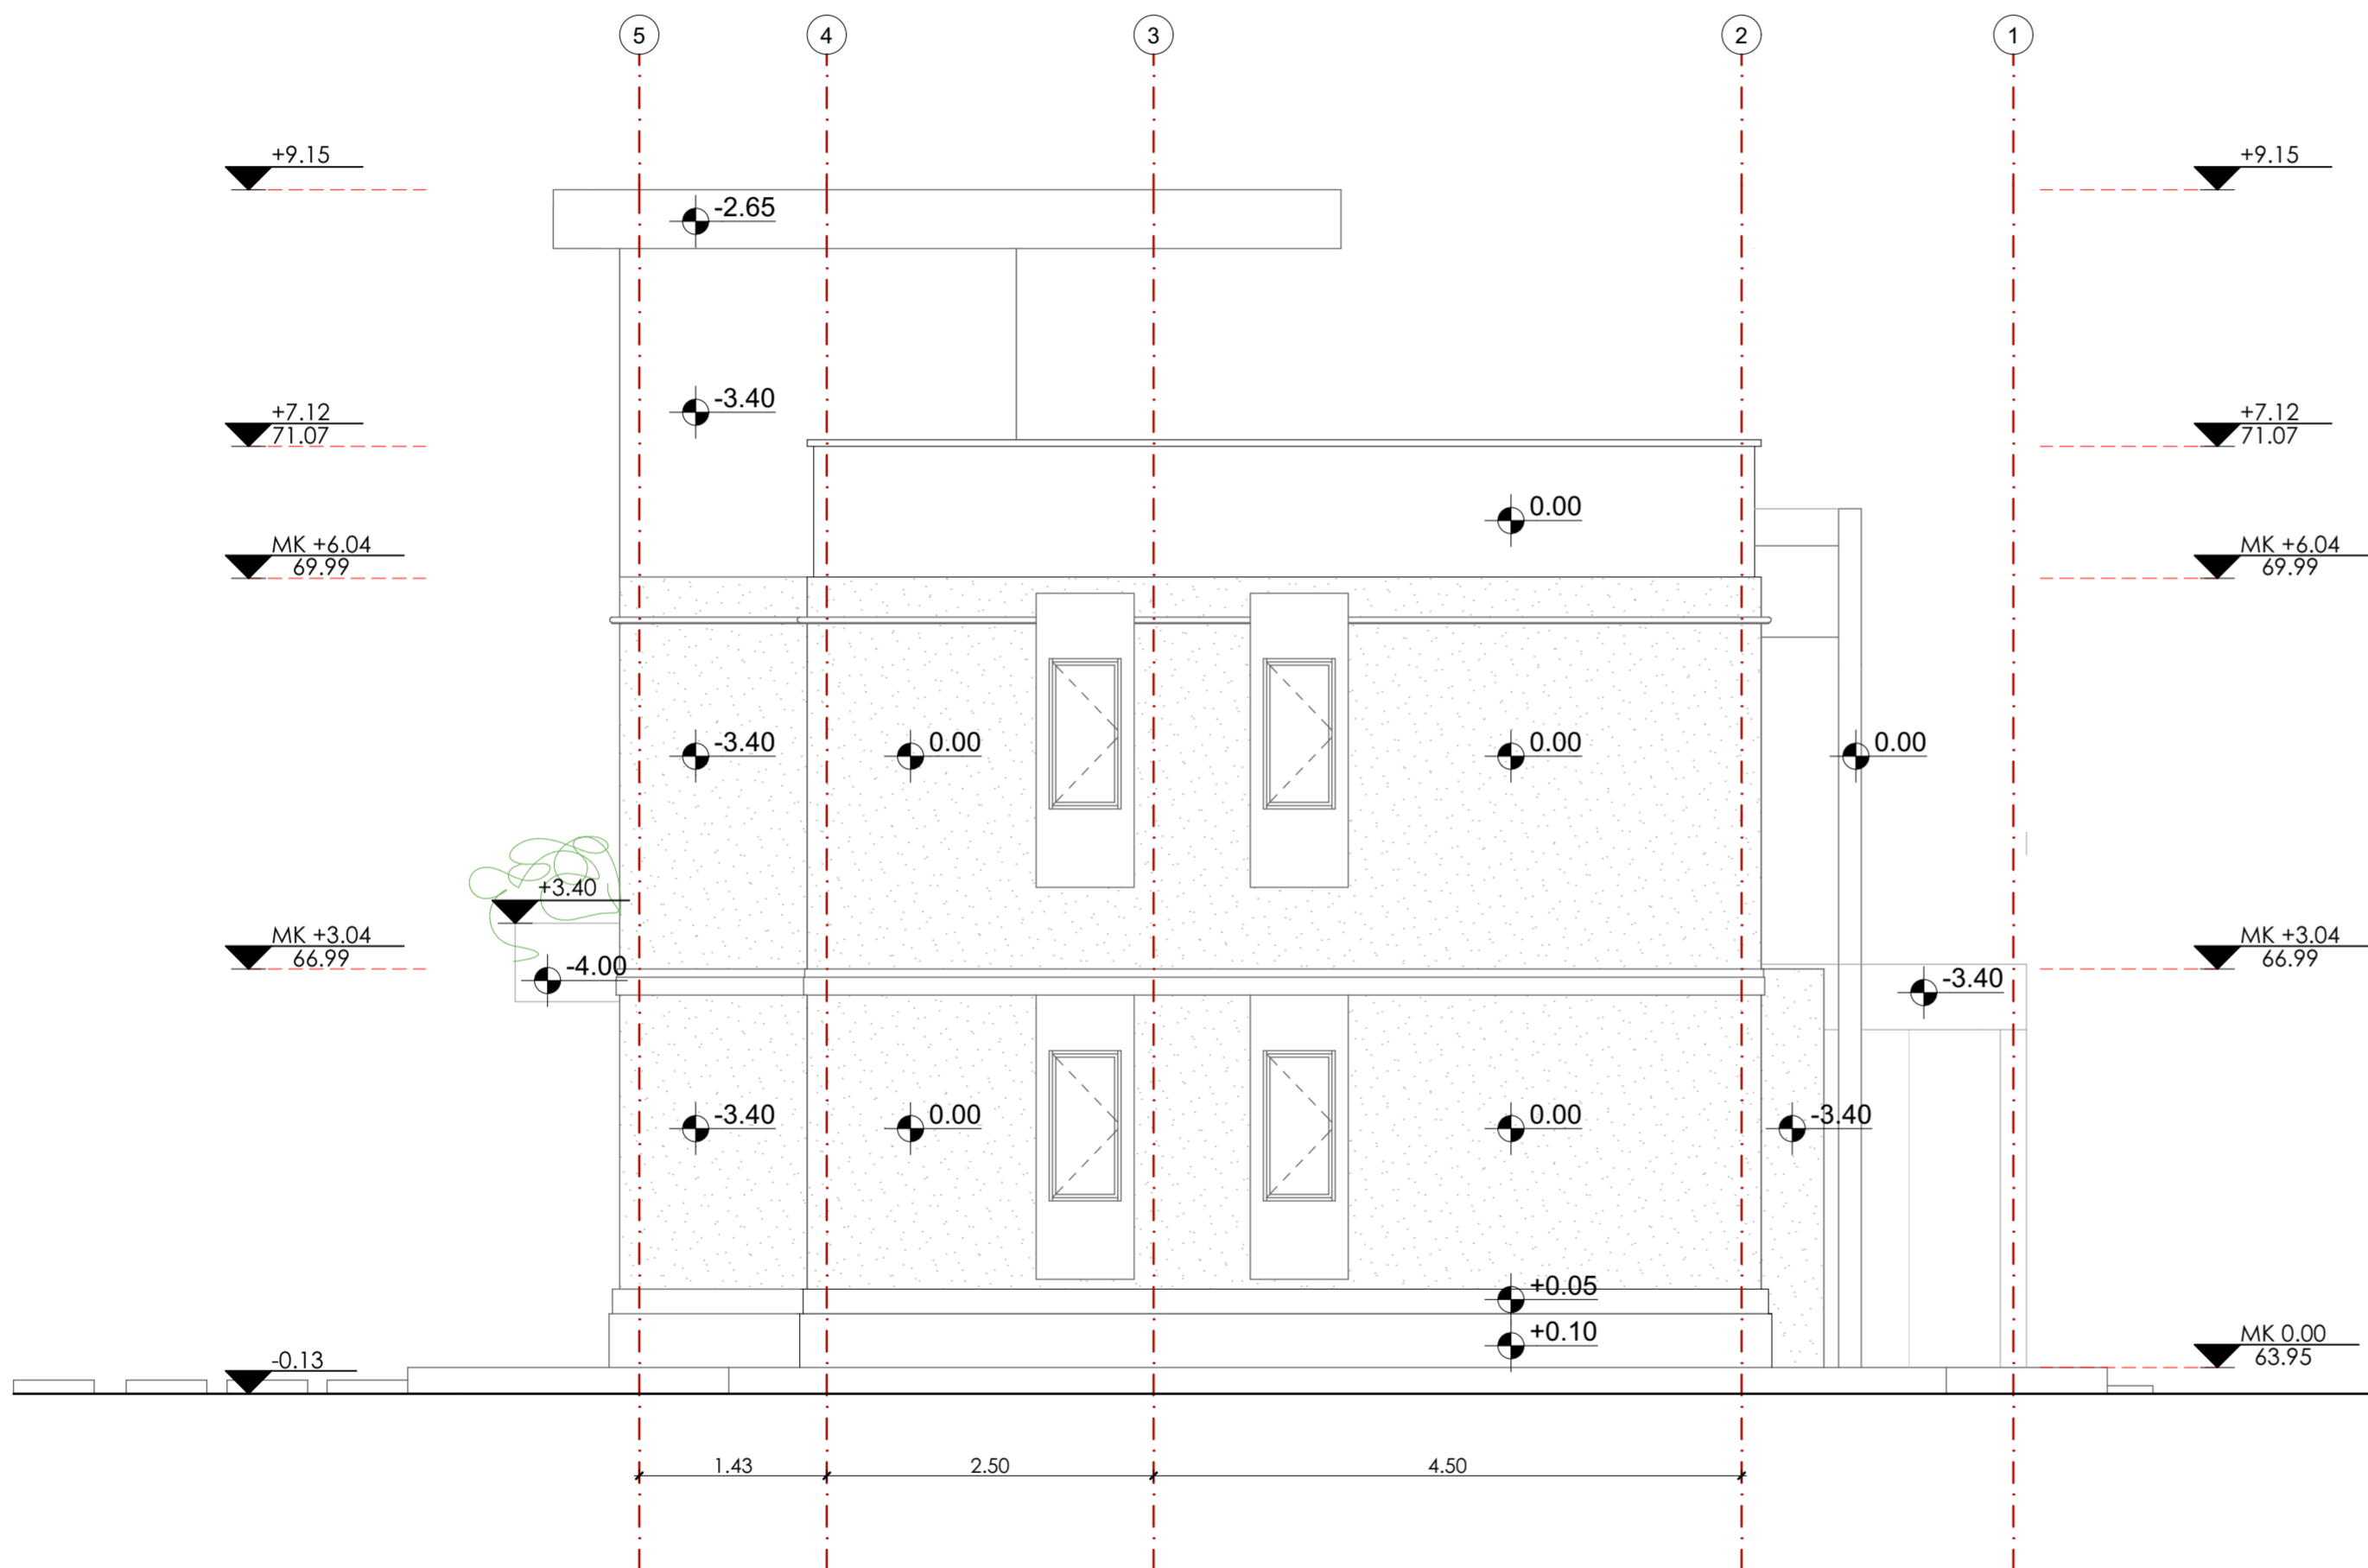 5 4 3 2 1
+9.15 +9.15
-2.65
-3.40
+7.12 +7.12
71.07 71.07
0.00
MK +6.04 MK +6.04
69.99 69.99
-3.40 0.00 0.00 0.00
+3.40
MK +3.04 MK +3.04
66.99 66.99
-4.00 -3.40
-3.40 0.00 0.00 -3.40
+0.05
+0.10
-0.13 MK 0.00
63.95
1.43 2.50 4.50